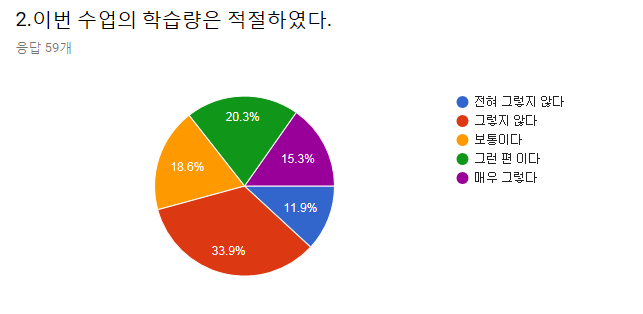 2.이번 수업의 학습량은 적절하였다.
응답 59개
전혀 그렇지 않다
그렇지 않다
보통이다
그런 편 이다
매우 그렇다
20.3%
15.3%
18.6%
11.9%
33.9%